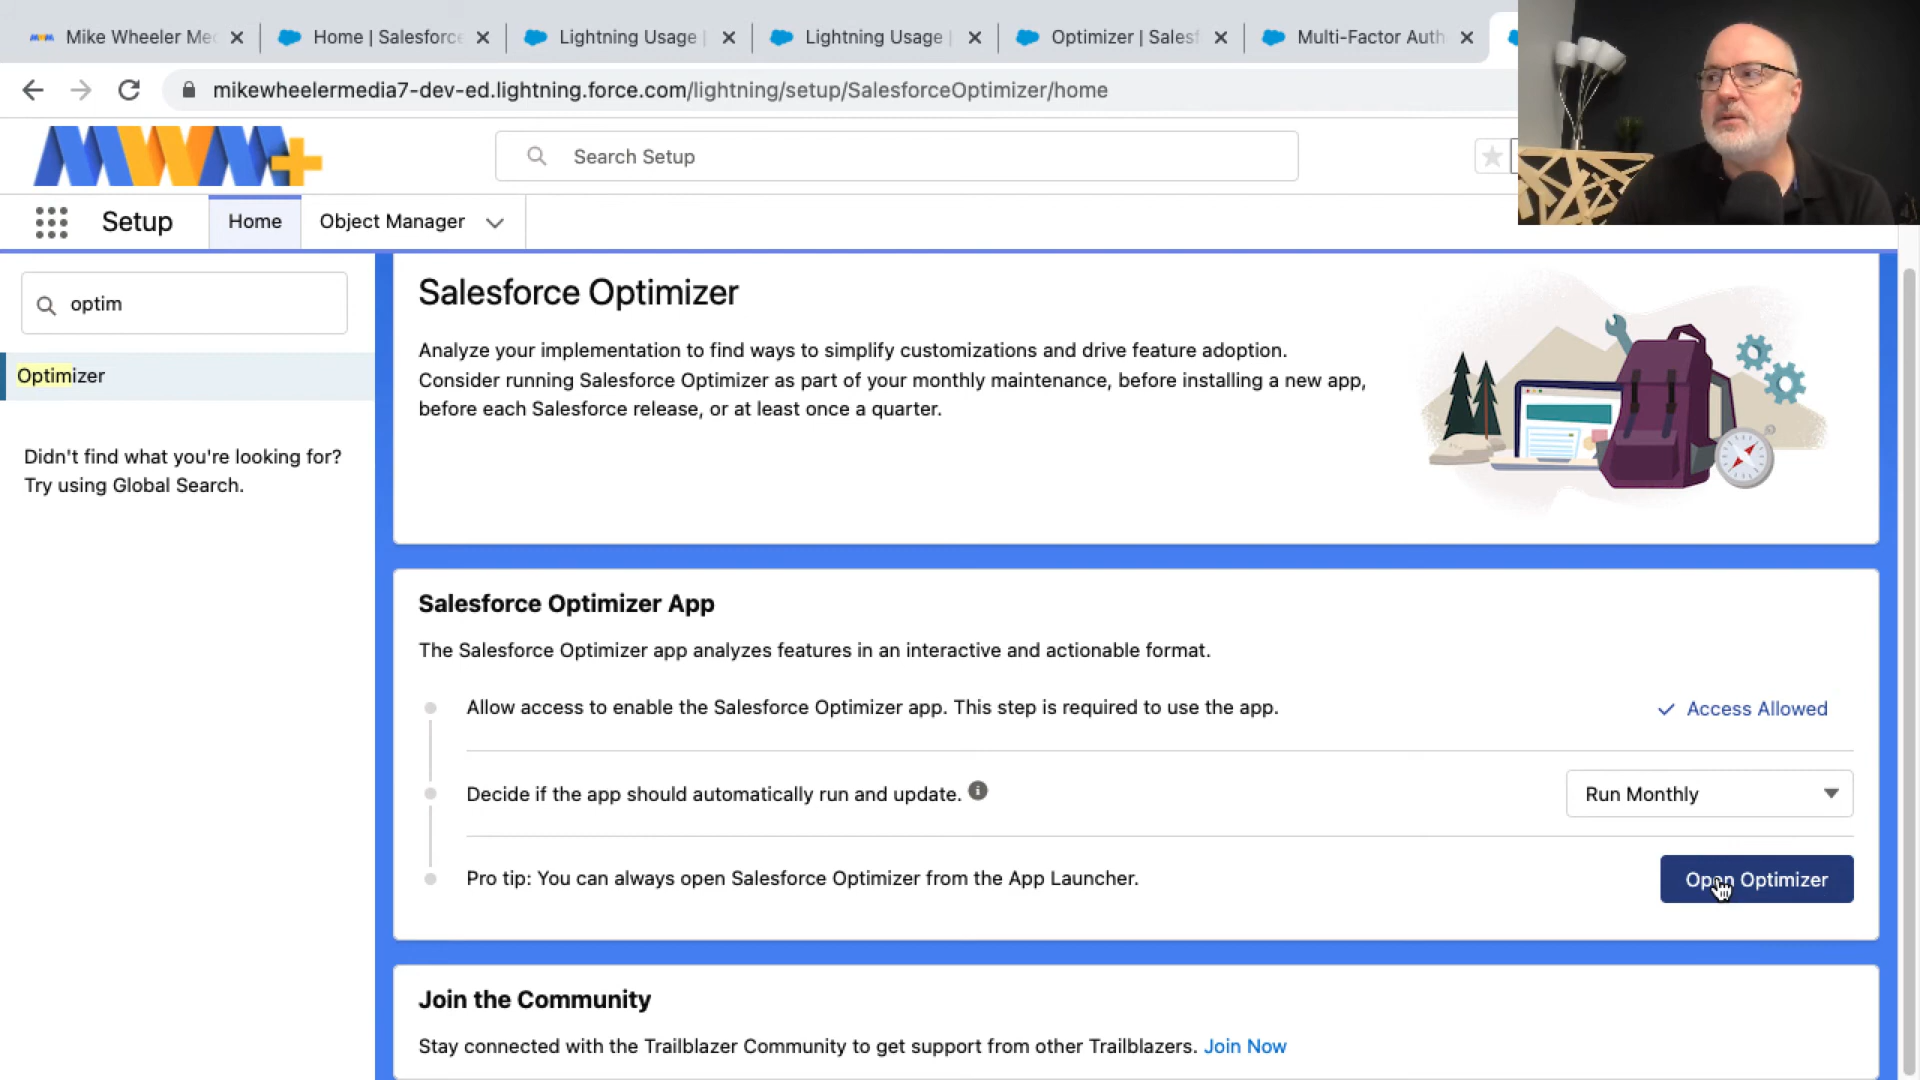 Mike Wheeler Me
Home | Salesforce
Lightning Usage |
Lightning Usage |
Optimizer | Salesf
Multi-Factor Auth
mikewheelermedia7-dev-ed.lightning.force.com/lightning/setup/SalesforceOptimizer/home
MWM+
Search Setup
Setup
Home
Object Manager
optim
Optimizer
Didn't find what you're looking for?
Try using Global Search.
Salesforce Optimizer
Analyze your implementation to find ways to simplify customizations and drive feature adoption.
Consider running Salesforce Optimizer as part of your monthly maintenance, before installing a new app,
before each Salesforce release, or at least once a quarter.
Salesforce Optimizer App
The Salesforce Optimizer app analyzes features in an interactive and actionable format.
Allow access to enable the Salesforce Optimizer app. This step is required to use the app.
Access Allowed
Decide if the app should automatically run and update.
Run Monthly
Pro tip: You can always open Salesforce Optimizer from the App Launcher.
Open Optimizer
Join the Community
Stay connected with the Trailblazer Community to get support from other Trailblazers. Join Now